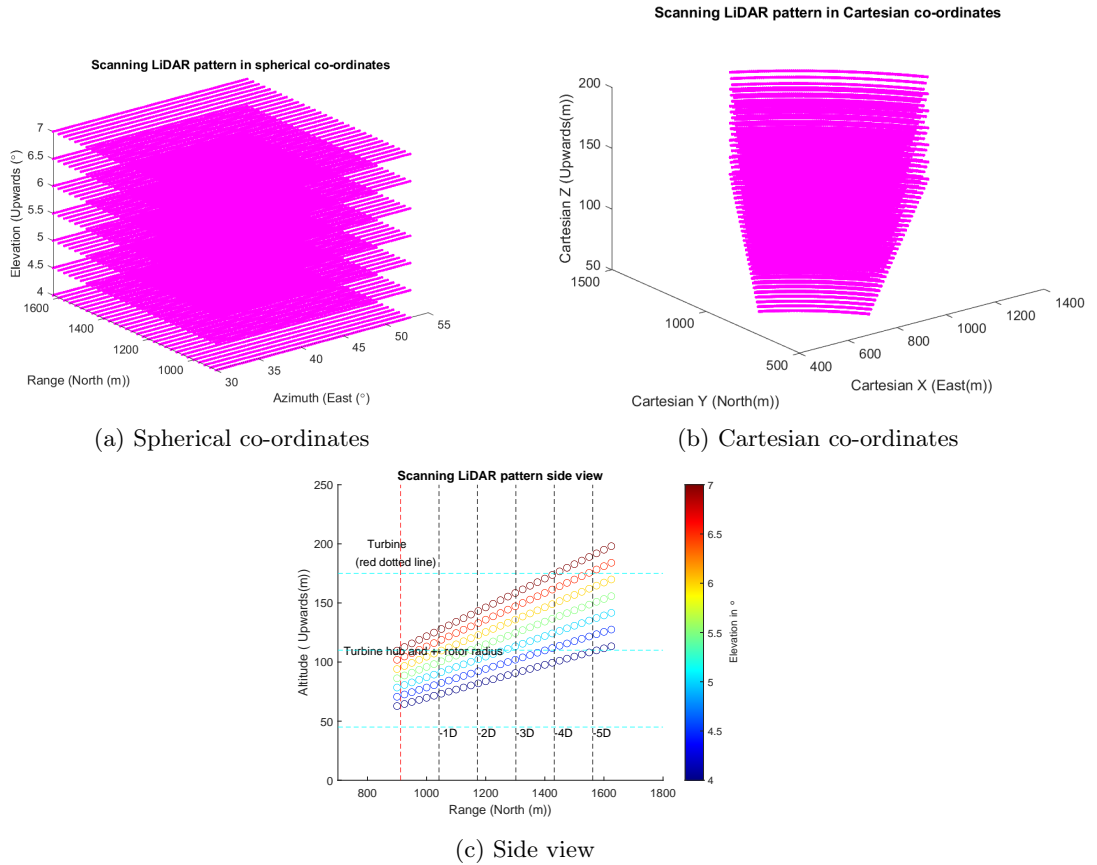 Scanning LiDAR pattern in spherical co-ordinates
7
6.5
6
5.5
5
4.5
4
Elevation (Upwards (°)
1600
1400
1200
1000
Range (North (m))
30
35
40
45
50
55
Azimuth (East (°)
(a) Spherical co-ordinates
Scanning LiDAR pattern in Cartesian co-ordinates
200
150
100
50
Cartesian Z (Upwards(m))
1500
1000
500
Cartesian Y (North(m))
400
600
800
1000
1200
1400
Cartesian X (East(m))
(b) Cartesian co-ordinates
Scanning LiDAR pattern side view
250
200
150
100
50
0
Altitude ( Upwards(m))
Turbine
(red dotted line)
Turbine hub and +- rotor radius
-1D
-2D
-3D
-4D
-5D
800
1000
1200
1400
1600
1800
Range (North (m))
7
6.5
6
5.5
5
4.5
4
Elevation in °
(c) Side view